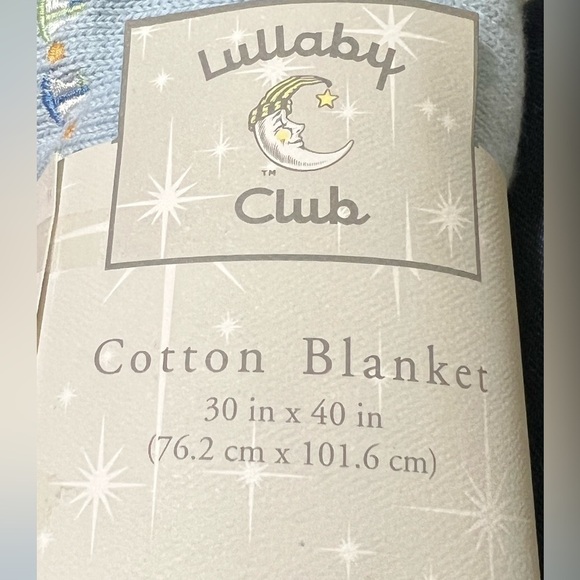 Lullaby
TM
Club
Cotton Blanket
30 in x 40 in
(76.2 cm x 101.6 cm)